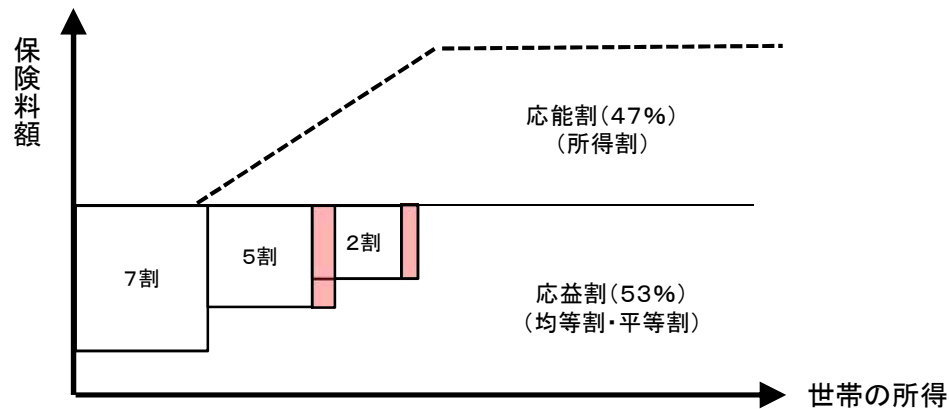 保険料額
応能割(47%)
(所得割)
7割
5割
2割
応益割(53%)
(均等割・平等割)
世帯の所得